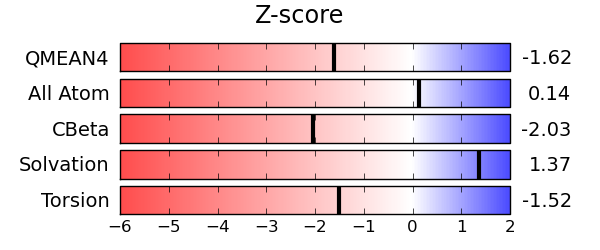 Z-score
QMEAN4 -1.62
All Atom 0.14
CBeta -2.03
Solvation 1.37
Torsion -1.52
−6 −5 −4 −3 −2 −1 0 1 2